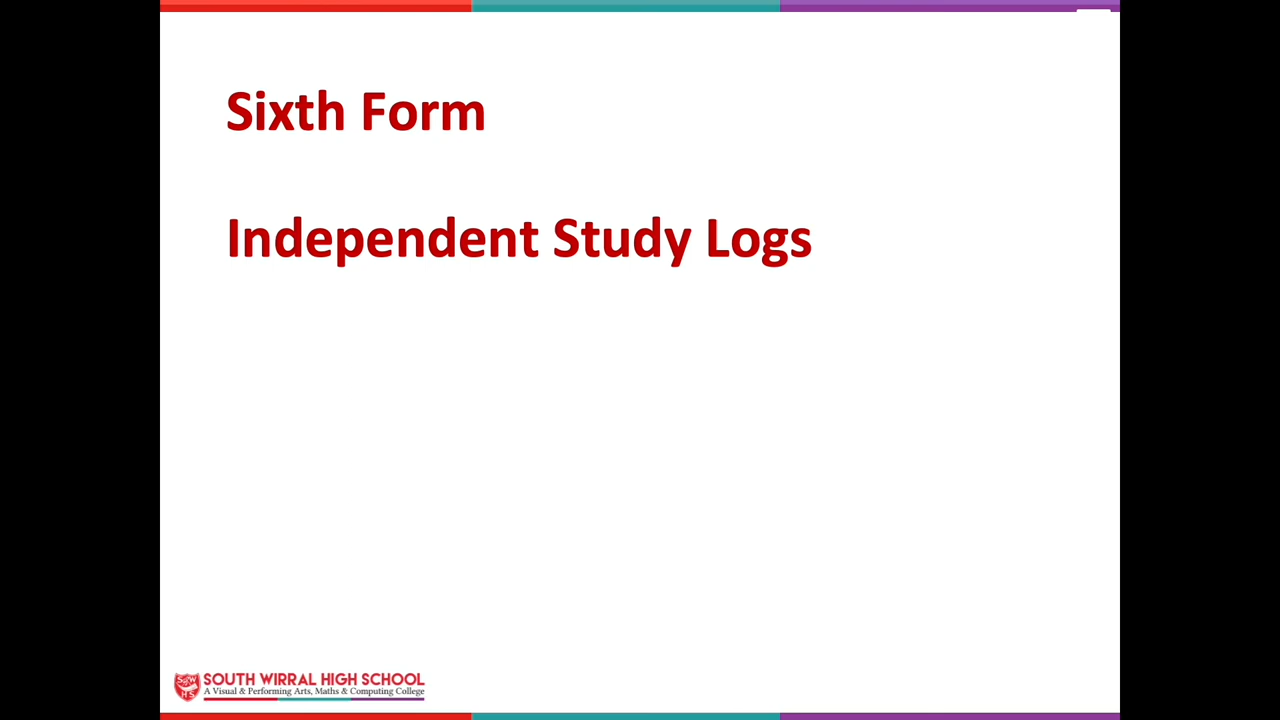 Sixth Form
Independent Study Logs
SOUTH WIRRAL HIGH SCHOOL
A Visual & Performing Arts, Maths & Computing College